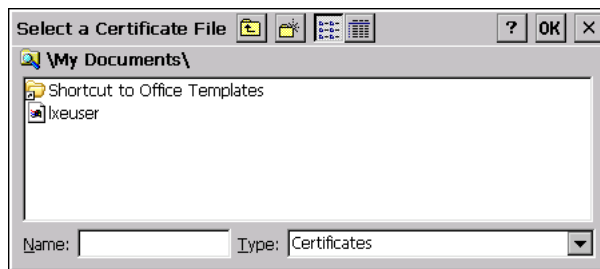 Select a Certificate File ? OK ×
\My Documents\
Shortcut to Office Templates
lxeuser
Name: Type: Certificates